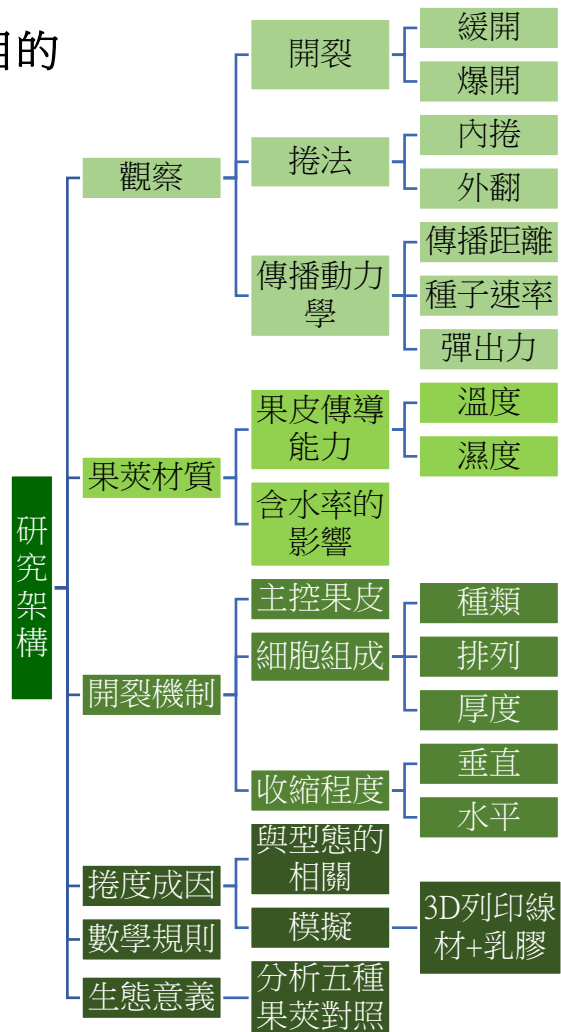 目的
研
究
架
構
觀察
開裂
緩開
爆開
捲法
內捲
外翻
傳播動力
學
傳播距離
種子速率
彈出力
果莢材質
果皮傳導
能力
溫度
濕度
含水率的
影響
開裂機制
主控果皮
細胞組成
種類
排列
厚度
收縮程度
垂直
水平
捲度成因
與型態的
相關
模擬
3D列印線
材+乳膠
數學規則
生態意義
分析五種
果莢對照